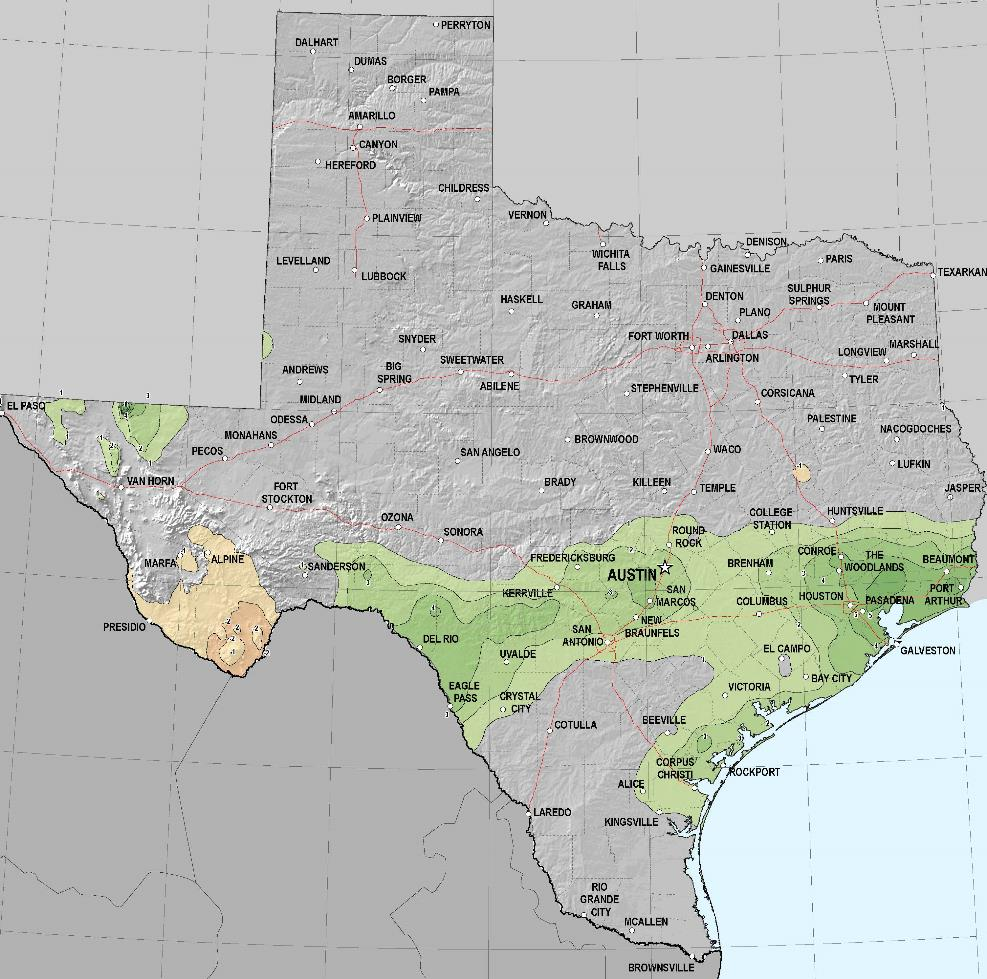 PERRYTON
DALHART
DUMAS
BORGER
PAMPA
AMARILLO
CANYON
HEREFORD
CHILDRESS
VERNON
PLAINVIEW
WICHITA
FALLS
DENISON
GAINESVILLE
PARIS
TEXARKAN
LEVELLAND
LUBBOCK
HASKELL
GRAHAM
DENTON
SULPHUR
SPRINGS
MOUNT
PLEASANT
PLANO
SNYDER
FORT WORTH
DALLAS
ARLINGTON
LONGVIEW
MARSHALL
ANDREWS
BIG
SPRING
SWEETWATER
ABILENE
STEPHENVILLE
TYLER
CORSICANA
EL PASO
MIDLAND
ODESSA
PALESTINE
NACOGDOCHES
MONAHANS
PECOS
BROWNWOOD
WACO
SAN ANGELO
LUFKIN
VAN HORN
FORT
STOCKTON
BRADY
KILLEEN
TEMPLE
JASPER
COLLEGE
STATION
HUNTSVILLE
OZONA
SONORA
ROUND
ROCK
MARFA
ALPINE
SANDERSON
FREDERICKSBURG
AUSTIN
BRENHAM
CONROE
THE
WOODLANDS
BEAUMONT
KERRVILLE
SAN
MARCOS
COLUMBUS
HOUSTON
PASADENA
PORT
ARTHUR
PRESIDIO
DEL RIO
SAN
ANTONIO
NEW
BRAUNFELS
UVALDE
EL CAMPO
GALVESTON
EAGLE
PASS
CRYSTAL
CITY
VICTORIA
BAY CITY
COTULLA
BEEVILLE
CORPUS
CHRISTI
ROCKPORT
ALICE
LAREDO
KINGSVILLE
RIO
GRANDE
CITY
MCALLEN
BROWNSVILLE